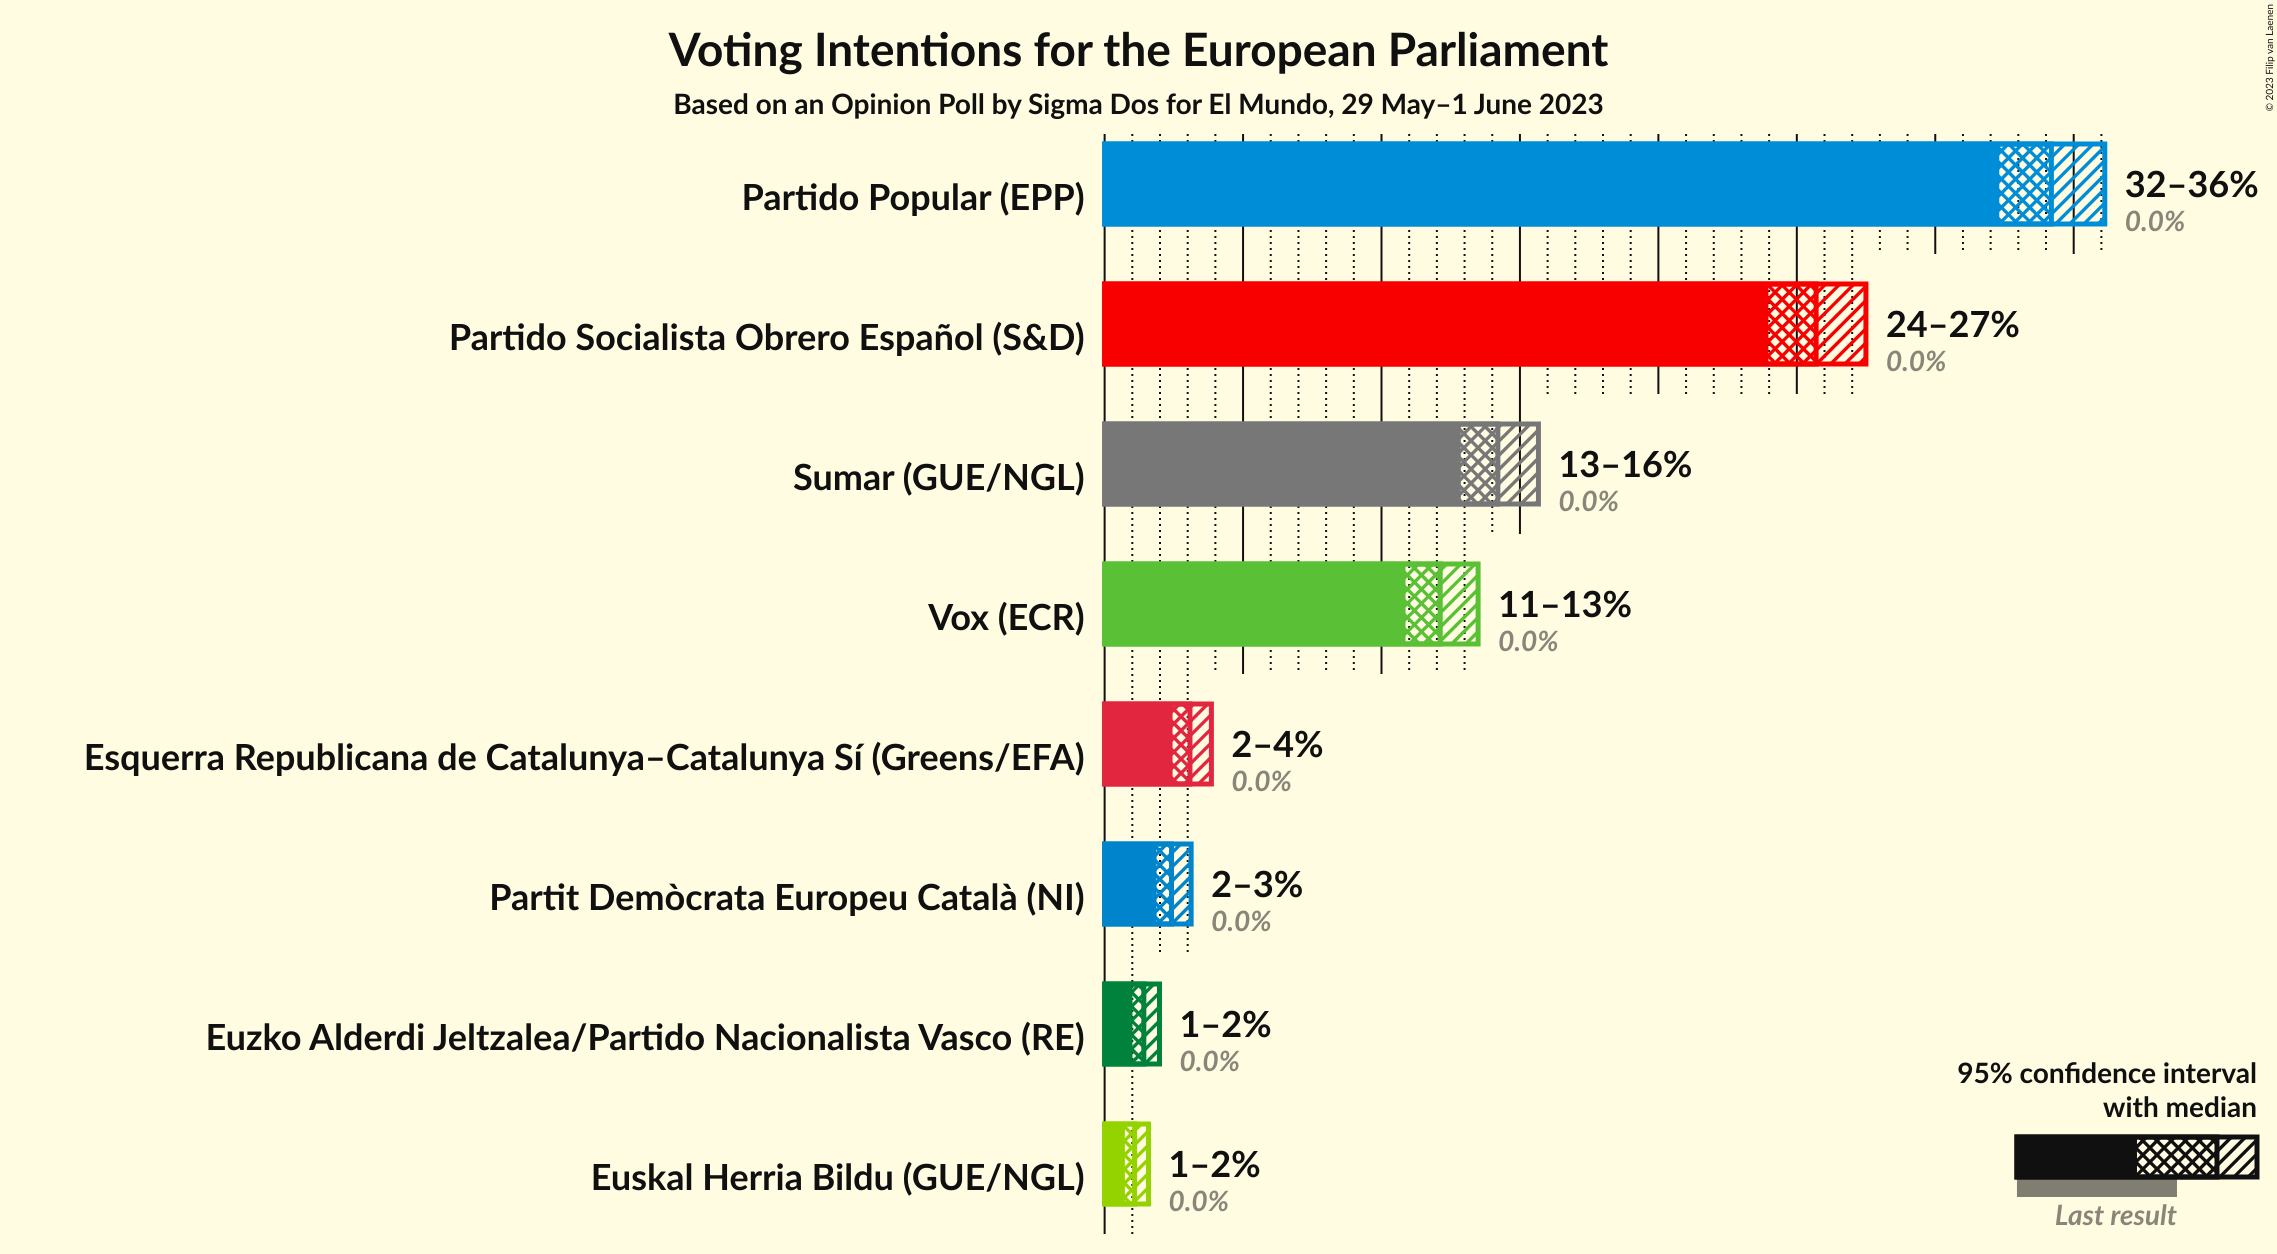 Voting Intentions for the European Parliament
Based on an Opinion Poll by Sigma Dos for El Mundo, 29 May–1 June 2023
© 2023 Filip van Laenen
Partido Popular (EPP)
32–36%
0.0%
Partido Socialista Obrero Español (S&D)
24–27%
0.0%
Sumar (GUE/NGL)
13–16%
0.0%
Vox (ECR)
11–13%
0.0%
Esquerra Republicana de Catalunya–Catalunya Sí (Greens/EFA)
2–4%
0.0%
Partit Demòcrata Europeu Català (NI)
2–3%
0.0%
Euzko Alderdi Jeltzalea/Partido Nacionalista Vasco (RE)
1–2%
0.0%
Euskal Herria Bildu (GUE/NGL)
1–2%
0.0%
95% confidence interval
with median
Last result